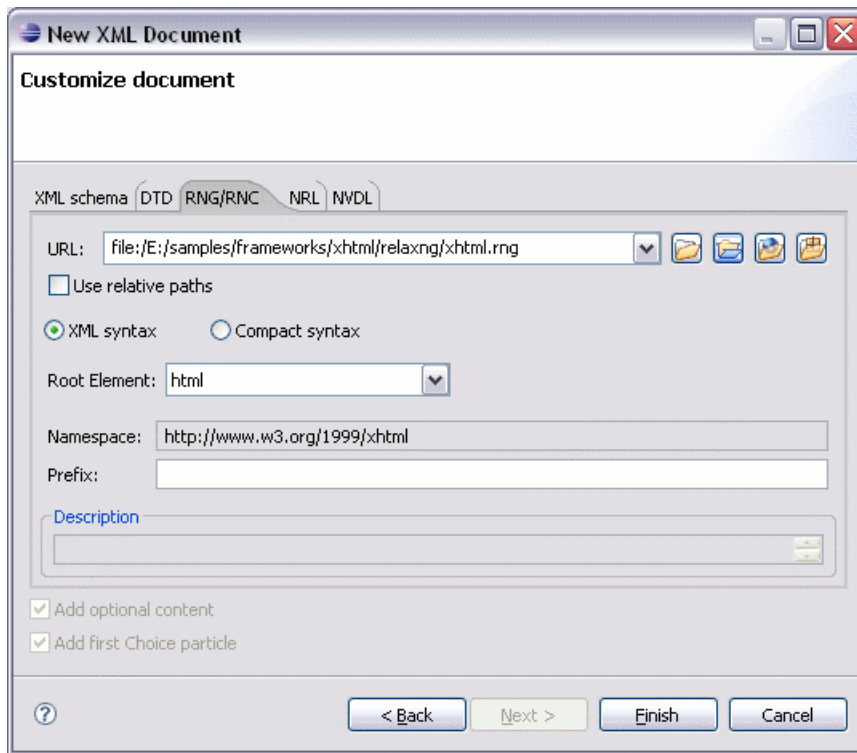 New XML Document
Customize document
XML schema DTD RNG/RNC NRL NVDL
URL: file:/E:/samples/frameworks/xhtml/relaxng/xhtml.rng
Use relative paths
XML syntax Compact syntax
Root Element: html
Namespace: http://www.w3.org/1999/xhtml
Prefix:
Description
Add optional content
Add first Choice particle
? < Back Next > Finish Cancel